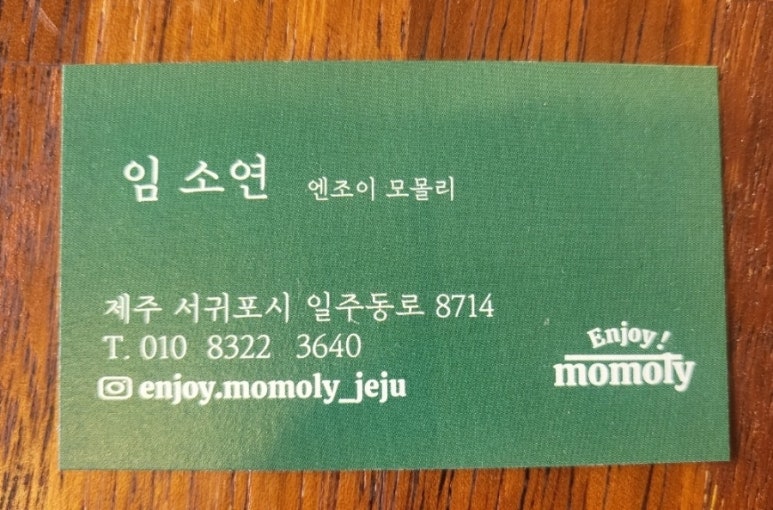 임 소연 엔조이 모몰리
제주 서귀포시 일주동로 8714
T. 010 8322 3640
enjoy.momoly_jeju
Enjoy!
momoly